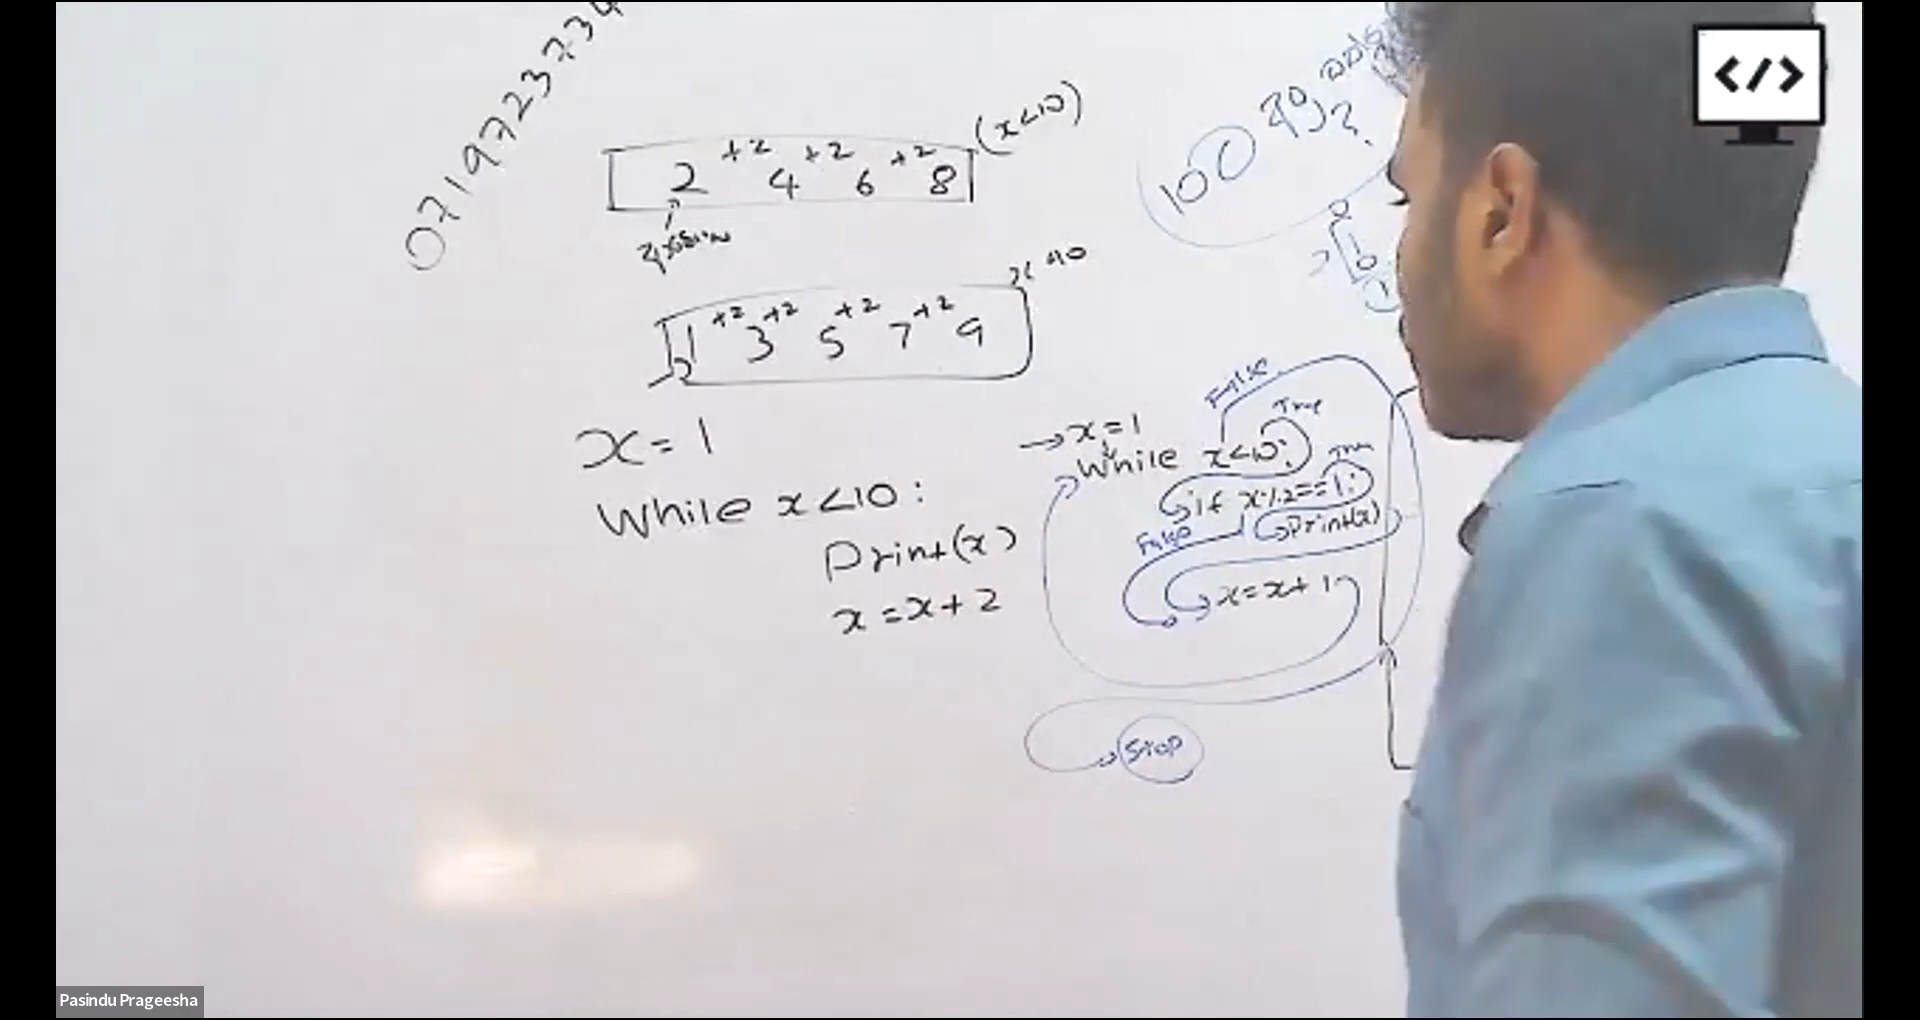 0719723734
(x<10)
+2 +2 +2
2 4 6 8
x<10
+2 +2 +2 +2
1 3 5 7 9
x=1
While x<10:
Print(x)
x=x+2
100
False
True
→x=1
While x<10:
True
if x%2==1:
Print(x)
False
x=x+1
Stop
</>
Pasindu Prageesha